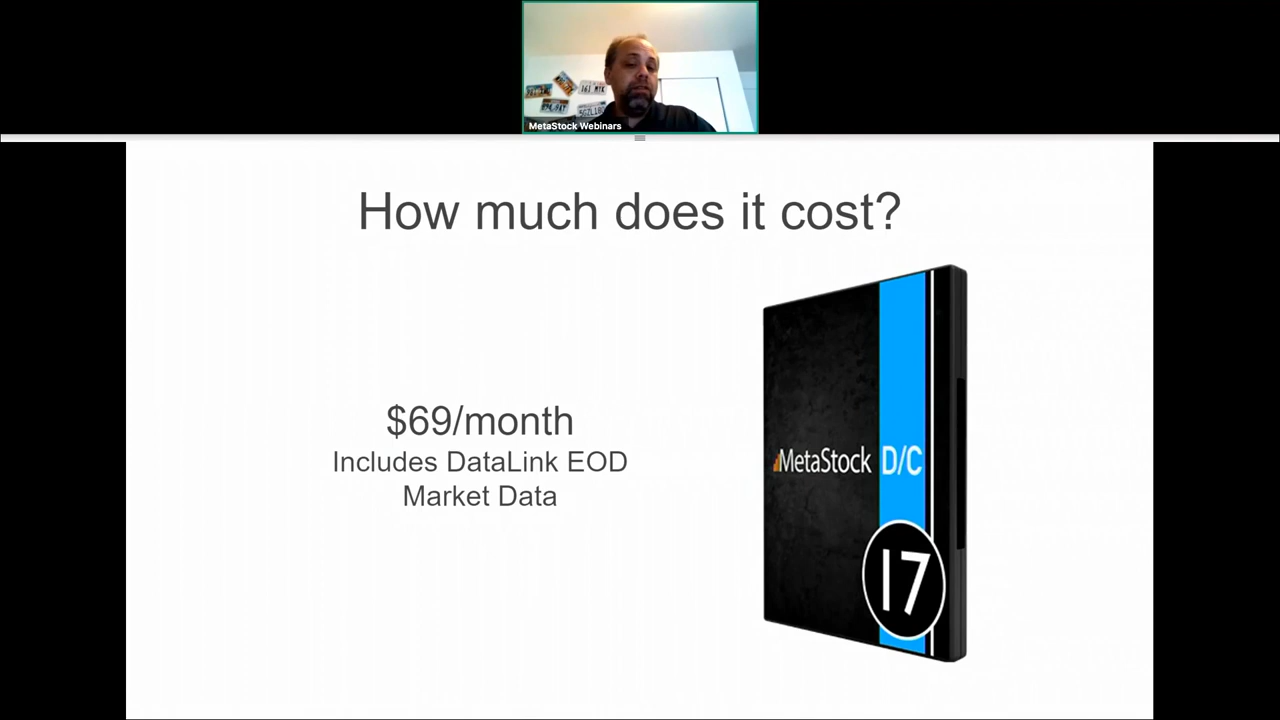 MetaStock Webinars
How much does it cost?
$69/month
Includes DataLink EOD
Market Data
MetaStock D/C
17